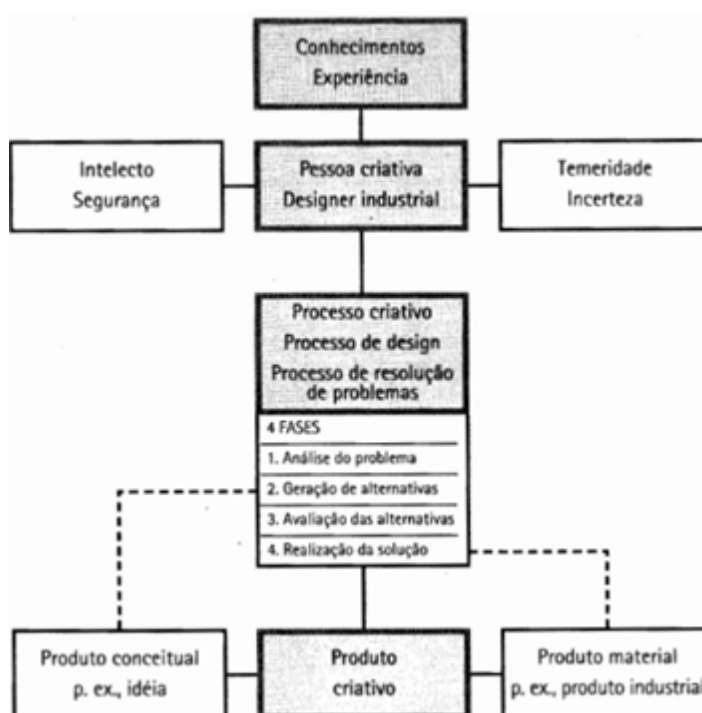 Conhecimentos
Experiência
Intelecto
Segurança
Pessoa criativa
Designer industrial
Temeridade
Incerteza
Processo criativo
Processo de design
Processo de resolução
de problemas
4 FASES
1. Análise do problema
2. Geração de alternativas
3. Avaliação das alternativas
4. Realização da solução
Produto conceitual
p. ex., idéia
Produto
criativo
Produto material
p. ex., produto industrial